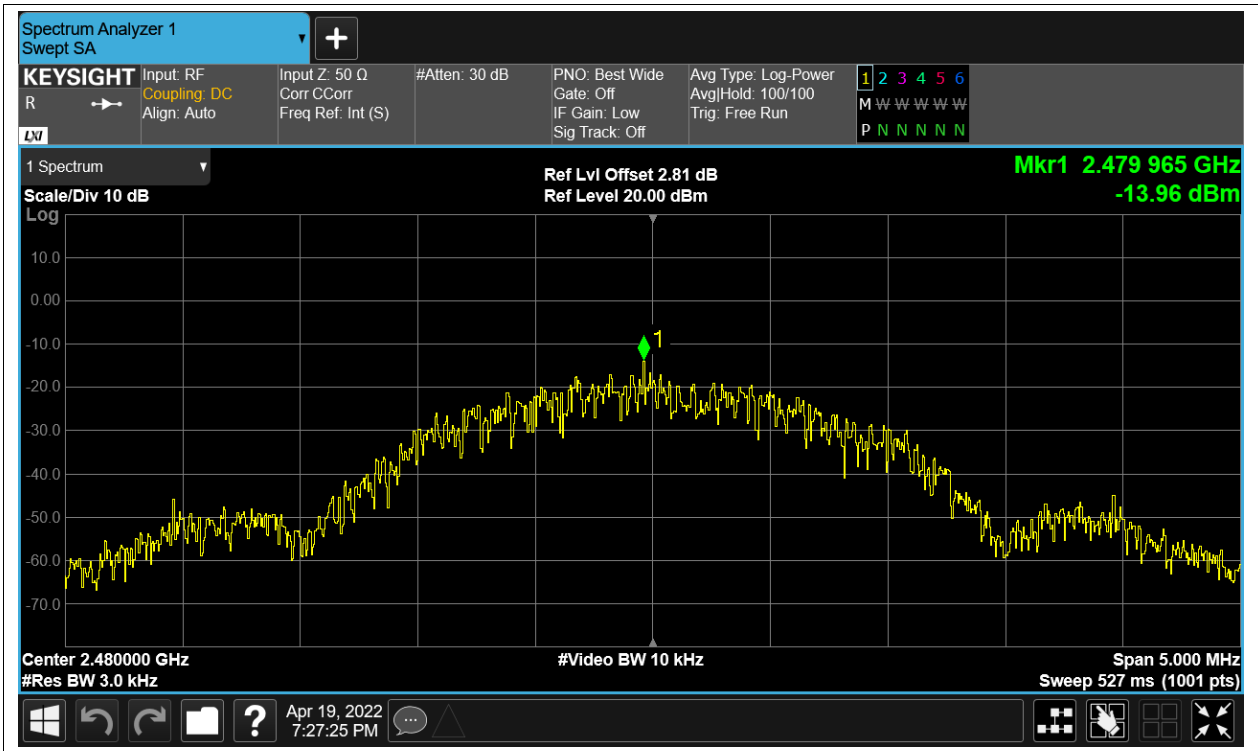 Spectrum Analyzer 1
Swept SA
KEYSIGHT
R
LXI
Input: RF
Coupling: DC
Align: Auto
Input Z: 50 Ω
Corr CCorr
Freq Ref: Int (S)
#Atten: 30 dB
PNO: Best Wide
Gate: Off
IF Gain: Low
Sig Track: Off
Avg Type: Log-Power
Avg|Hold: 100/100
Trig: Free Run
1 2 3 4 5 6
M W W W W W
P N N N N N
1 Spectrum
Scale/Div 10 dB
Log
Ref Lvl Offset 2.81 dB
Ref Level 20.00 dBm
Mkr1 2.479 965 GHz
-13.96 dBm
10.0
0.00
-10.0
-20.0
-30.0
-40.0
-50.0
-60.0
-70.0
1
Center 2.480000 GHz
#Res BW 3.0 kHz
#Video BW 10 kHz
Span 5.000 MHz
Sweep 527 ms (1001 pts)
?
Apr 19, 2022
7:27:25 PM